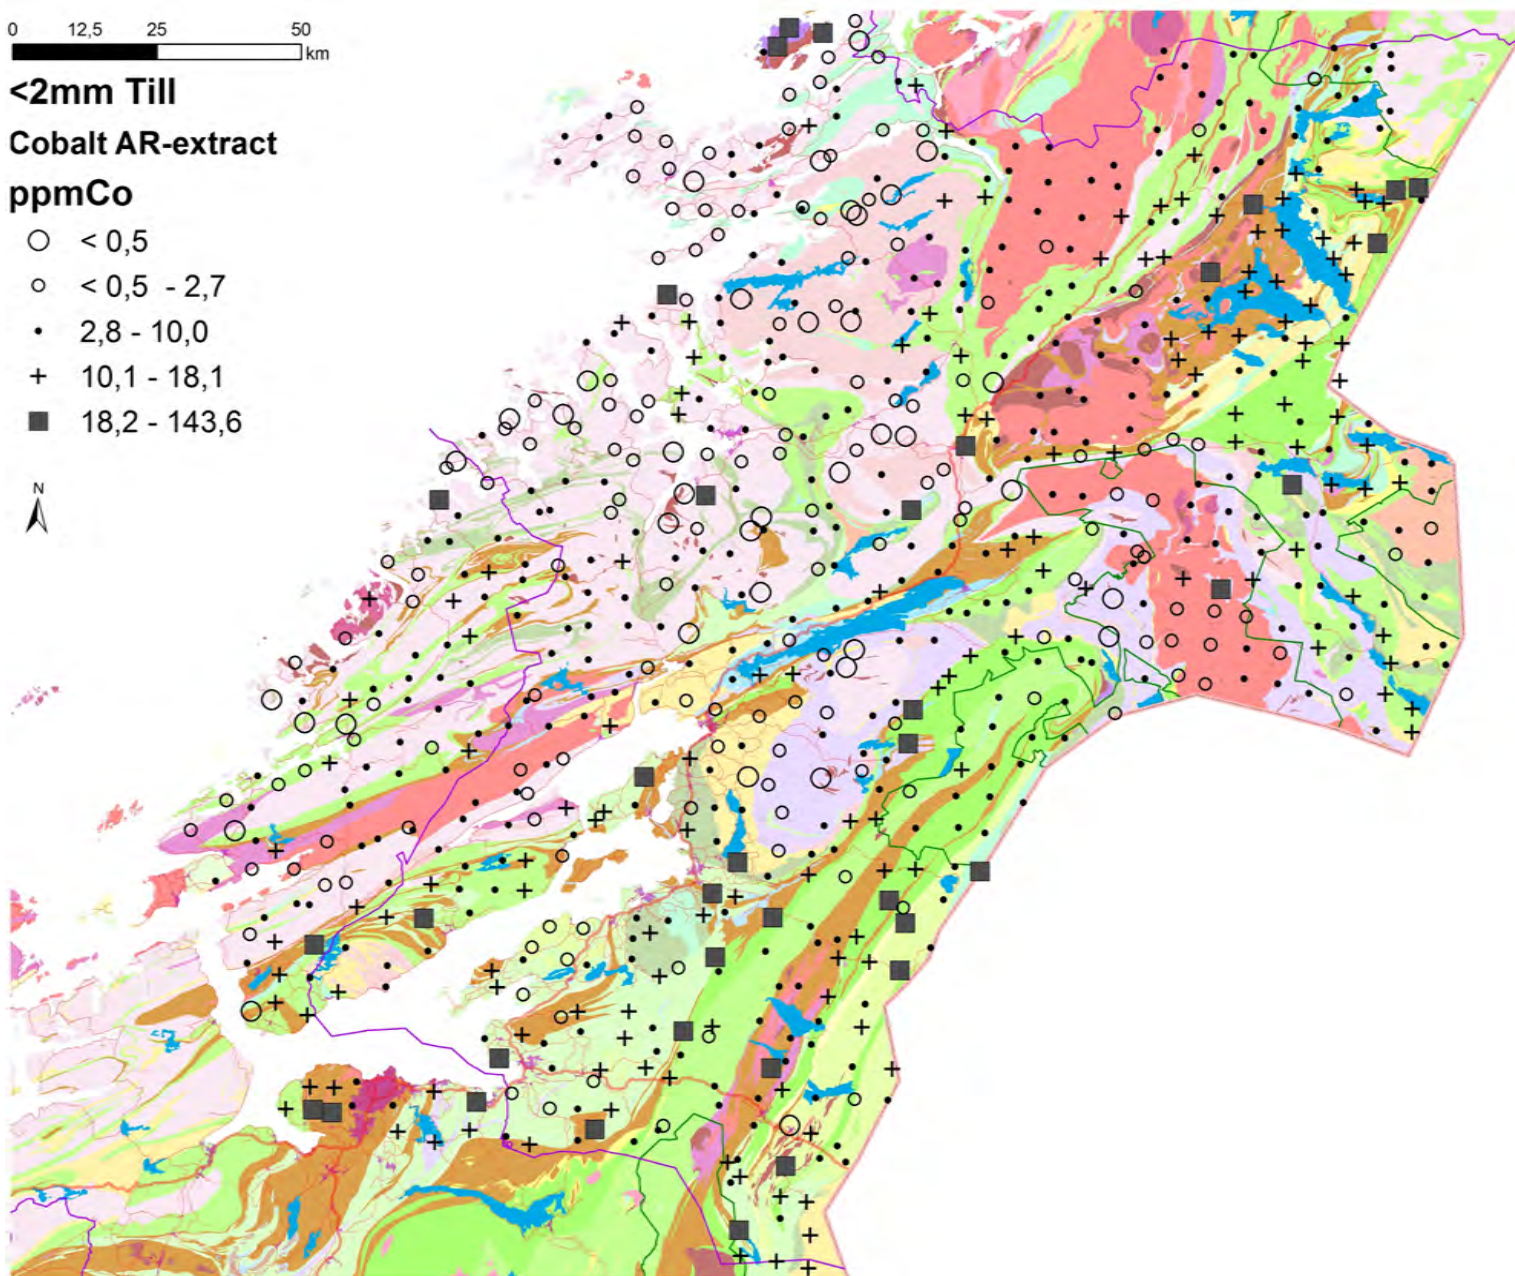 0 12,5 25 50
km
<2mm Till
Cobalt AR-extract
ppmCo
< 0,5
< 0,5 - 2,7
2,8 - 10,0
10,1 - 18,1
18,2 - 143,6
N